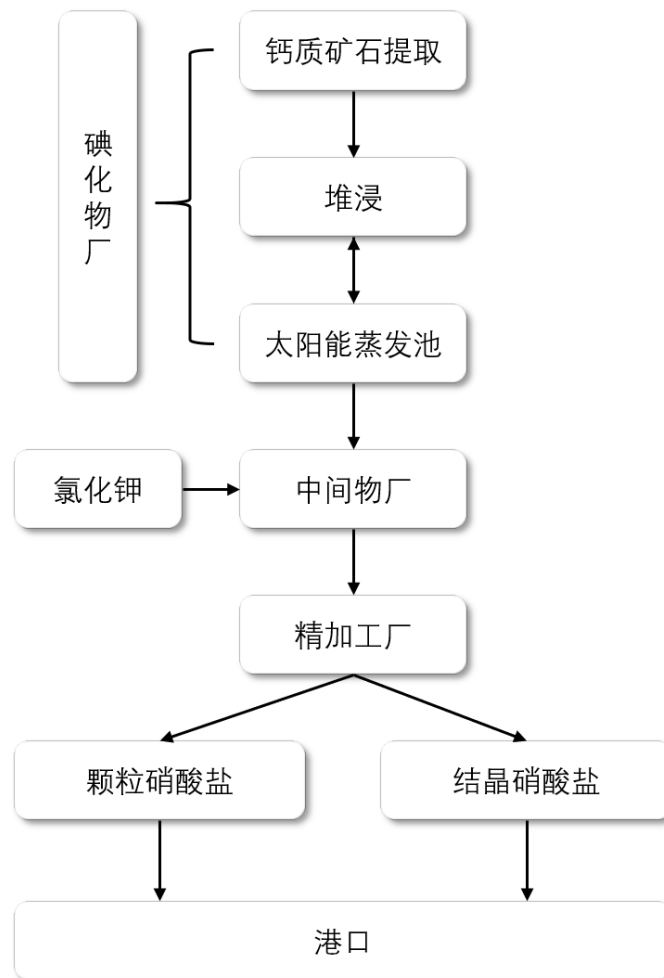 钙质矿石提取
碘化物厂
堆浸
太阳能蒸发池
氯化钾
中间物厂
精加工厂
颗粒硝酸盐
结晶硝酸盐
港口